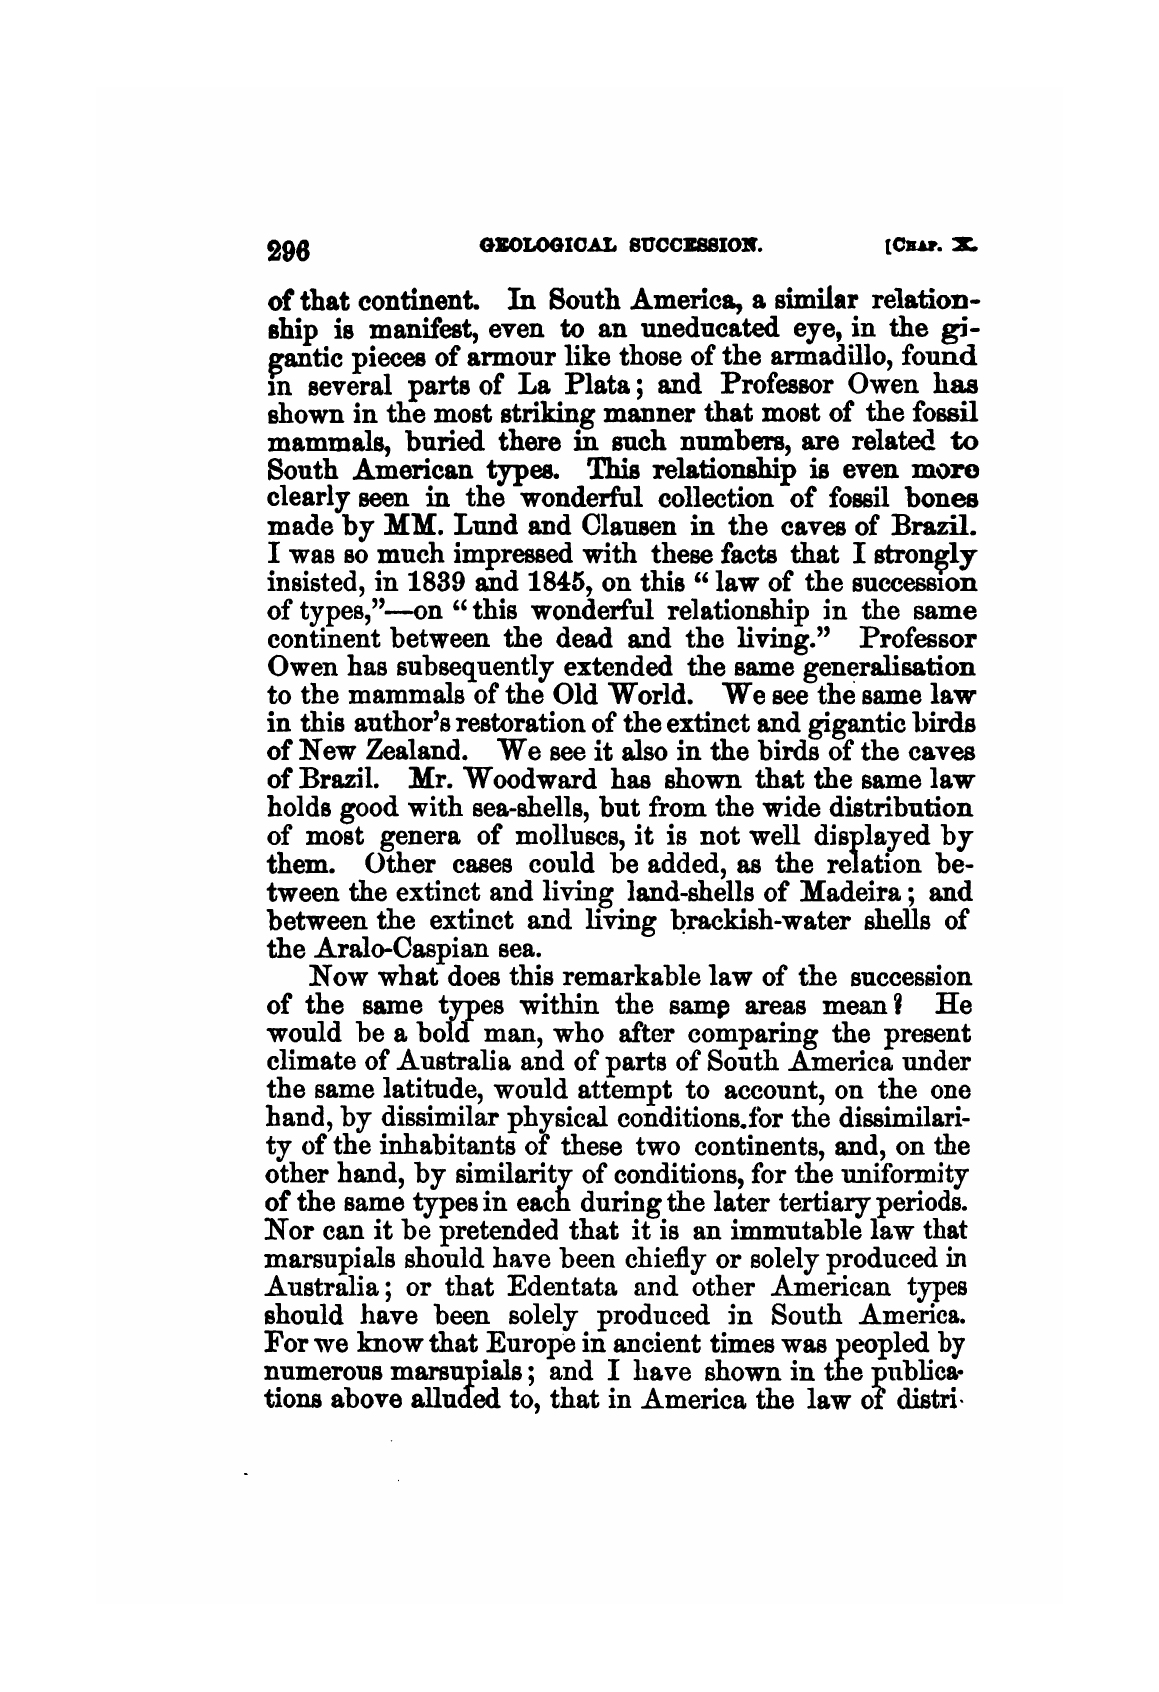 296 GEOLOGICAL SUCCESSION. [CHAP. X.
of that continent. In South America, a similar relation-
ship is manifest, even to an uneducated eye, in the gi-
gantic pieces of armour like those of the armadillo, found
in several parts of La Plata; and Professor Owen has
shown in the most striking manner that most of the fossil
mammals, buried there in such numbers, are related to
South American types. This relationship is even more
clearly seen in the wonderful collection of fossil bones
made by MM. Lund and Clausen in the caves of Brazil.
I was so much impressed with these facts that I strongly
insisted, in 1839 and 1845, on this “law of the succession
of types,”—on “this wonderful relationship in the same
continent between the dead and the living.” Professor
Owen has subsequently extended the same generalisation
to the mammals of the Old World. We see the same law
in this author's restoration of the extinct and gigantic birds
of New Zealand. We see it also in the birds of the caves
of Brazil. Mr. Woodward has shown that the same law
holds good with sea-shells, but from the wide distribution
of most genera of molluscs, it is not well displayed by
them. Other cases could be added, as the relation be-
tween the extinct and living land-shells of Madeira; and
between the extinct and living brackish-water shells of
the Aralo-Caspian sea.
Now what does this remarkable law of the succession
of the same types within the same areas mean? He
would be a bold man, who after comparing the present
climate of Australia and of parts of South America under
the same latitude, would attempt to account, on the one
hand, by dissimilar physical conditions.for the dissimilari-
ty of the inhabitants of these two continents, and, on the
other hand, by similarity of conditions, for the uniformity
of the same types in each during the later tertiary periods.
Nor can it be pretended that it is an immutable law that
marsupials should have been chiefly or solely produced in
Australia; or that Edentata and other American types
should have been solely produced in South America.
For we know that Europe in ancient times was peopled by
numerous marsupials; and I have shown in the publica-
tions above alluded to, that in America the law of distri-